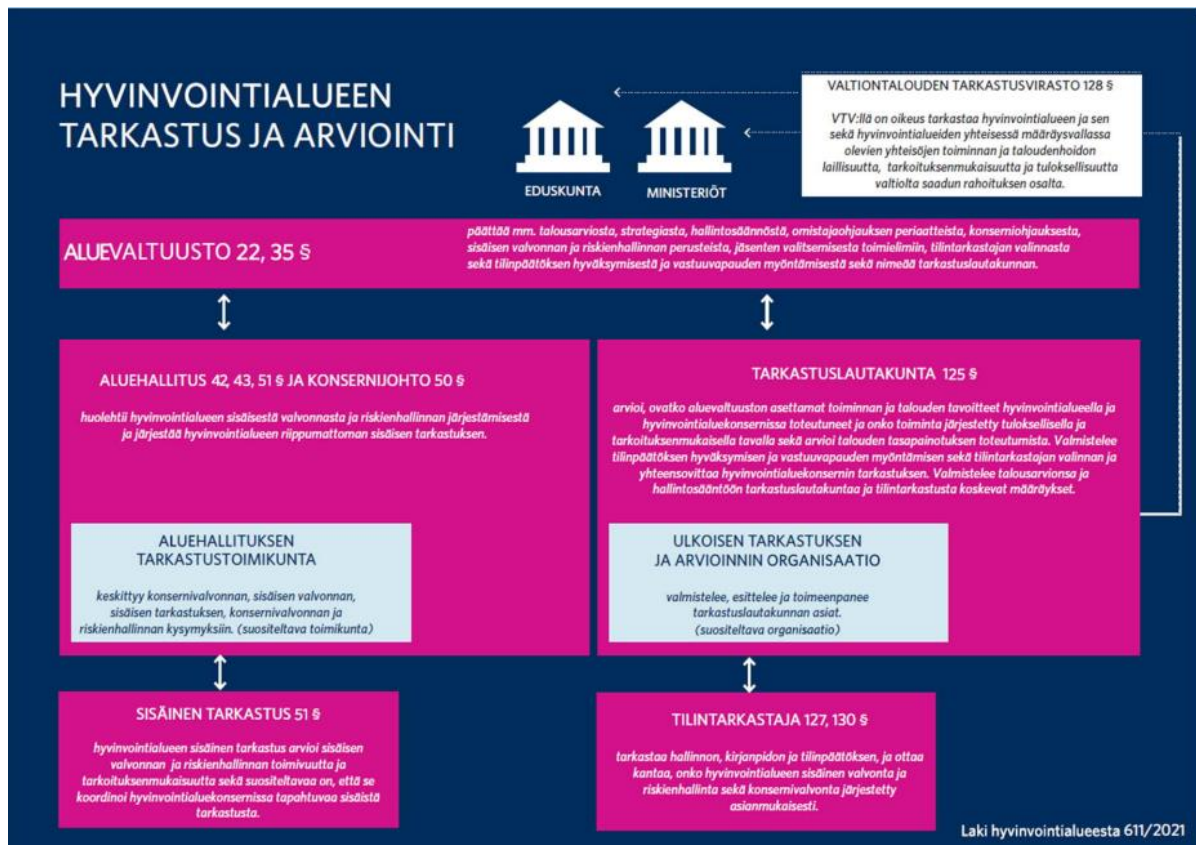 HYVINVOINTIALUEEN
TARKASTUS JA ARVIOINTI
EDUSKUNTA
MINISTERIÖT
VALTIONTALOUDEN TARKASTUSVIRASTO 128 §
VTV:llä on oikeus tarkastaa hyvinvointialueen ja sen
sekä hyvinvointialueiden yhteisessä määräysvallassa
olevien yhteisöjen toiminnan ja taloudenhoidon
laillisuutta, tarkoituksenmukaisuutta ja tuloksellisuutta
valtiolta saadun rahoituksen osalta.
ALUEVALTUUSTO 22, 35 §
päättää mm. talousarviosta, strategiasta, hallintosäännöstä, omistajaohjauksen periaatteista, konserniohjauksesta,
sisäisen valvonnan ja riskienhallinnan perusteista, jäsenten valitsemisesta toimielimiin, tilintarkastajan valinnasta
sekä tilinpäätöksen hyväksymisestä ja vastuuvapauden myöntämisestä sekä nimeää tarkastuslautakunnan.
ALUEHALLITUS 42, 43, 51 § JA KONSERNIJOHTO 50 §
huolehtii hyvinvointialueen sisäisestä valvonnasta ja riskienhallinnan järjestämisestä
ja järjestää hyvinvointialueen riippumattoman sisäisen tarkastuksen.
ALUEHALLITUKSEN
TARKASTUSTOIMIKUNTA
keskittyy konsernivalvonnan, sisäisen valvonnan,
sisäisen tarkastuksen, konsernivalvonnan ja
riskienhallinnan kysymyksiin. (suositeltava toimikunta)
TARKASTUSLAUTAKUNTA 125 §
arvioi, ovatko aluevaltuuston asettamat toiminnan ja talouden tavoitteet hyvinvointialueella ja
hyvinvointialuekonsernissa toteutuneet ja onko toiminta järjestetty tuloksellisella ja
tarkoituksenmukaisella tavalla sekä arvioi talouden tasapainotuksen toteutumista. Valmistelee
tilinpäätöksen hyväksymisen ja vastuuvapauden myöntämisen sekä tilintarkastajan valinnan ja
yhteensovittaa hyvinvointialuekonsernin tarkastuksen. Valmistelee talousarvionsa ja
hallintosääntöön tarkastuslautakuntaa ja tilintarkastusta koskevat määräykset.
ULKOISEN TARKASTUKSEN
JA ARVIOINNIN ORGANISAATIO
valmistelee, esittelee ja toimeenpanee
tarkastuslautakunnan asiat.
(suositeltava organisaatio)
SISÄINEN TARKASTUS 51 §
hyvinvointialueen sisäinen tarkastus arvioi sisäisen
valvonnan ja riskienhallinnan toimivuutta ja
tarkoituksenmukaisuutta sekä suositeltavaa on, että se
koordinoi hyvinvointialuekonsernissa tapahtuvaa sisäistä
tarkastusta.
TILINTARKASTAJA 127, 130 §
tarkastaa hallinnon, kirjanpidon ja tilinpäätöksen, ja ottaa
kantaa, onko hyvinvointialueen sisäinen valvonta ja
riskienhallinta sekä konsernivalvonta järjestetty
asianmukaisesti.
Laki hyvinvointialueesta 611/2021